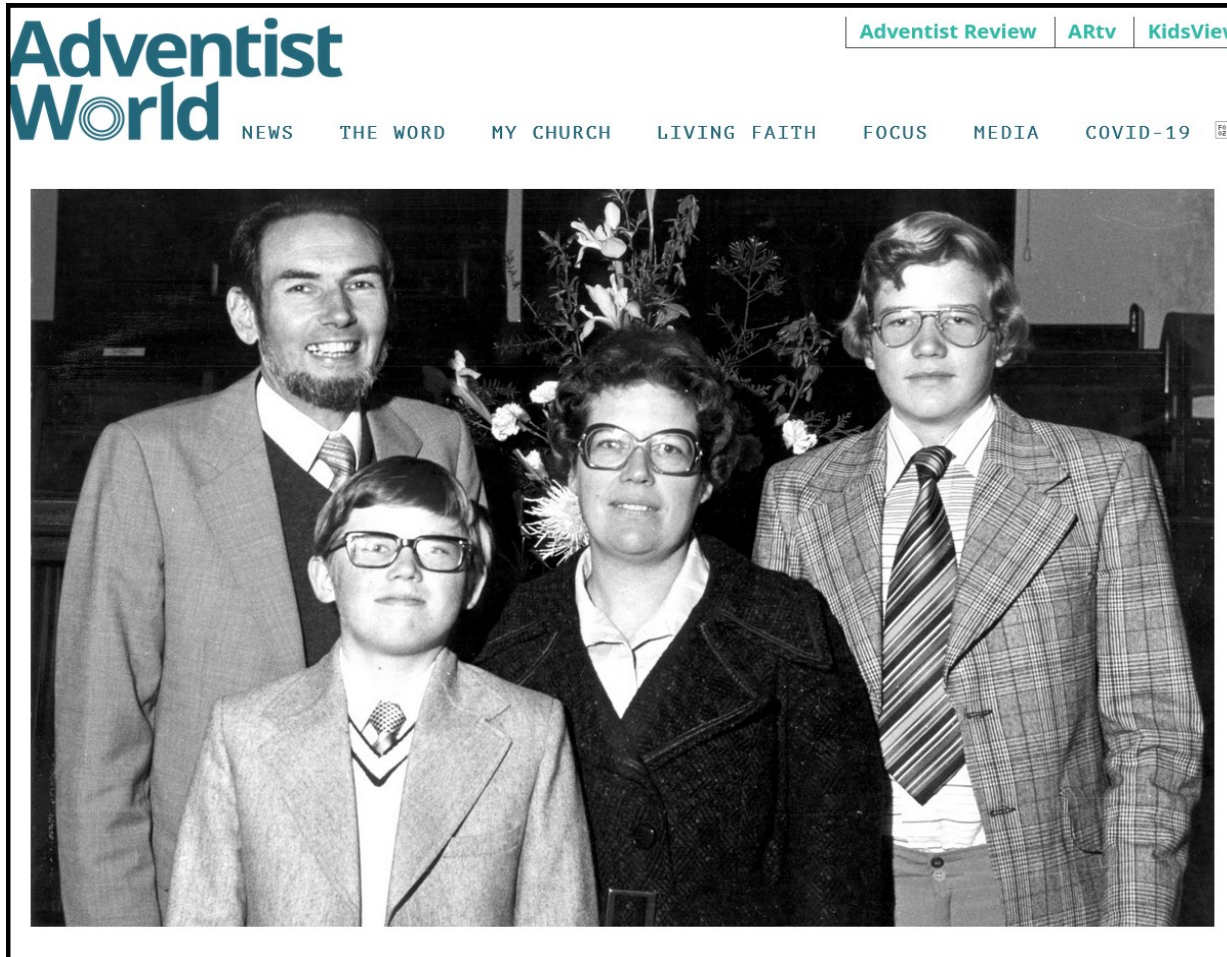 Adventist
World
Adventist Review
ARtv
KidsView
NEWS
THE WORD
MY CHURCH
LIVING FAITH
FOCUS
MEDIA
COVID-19